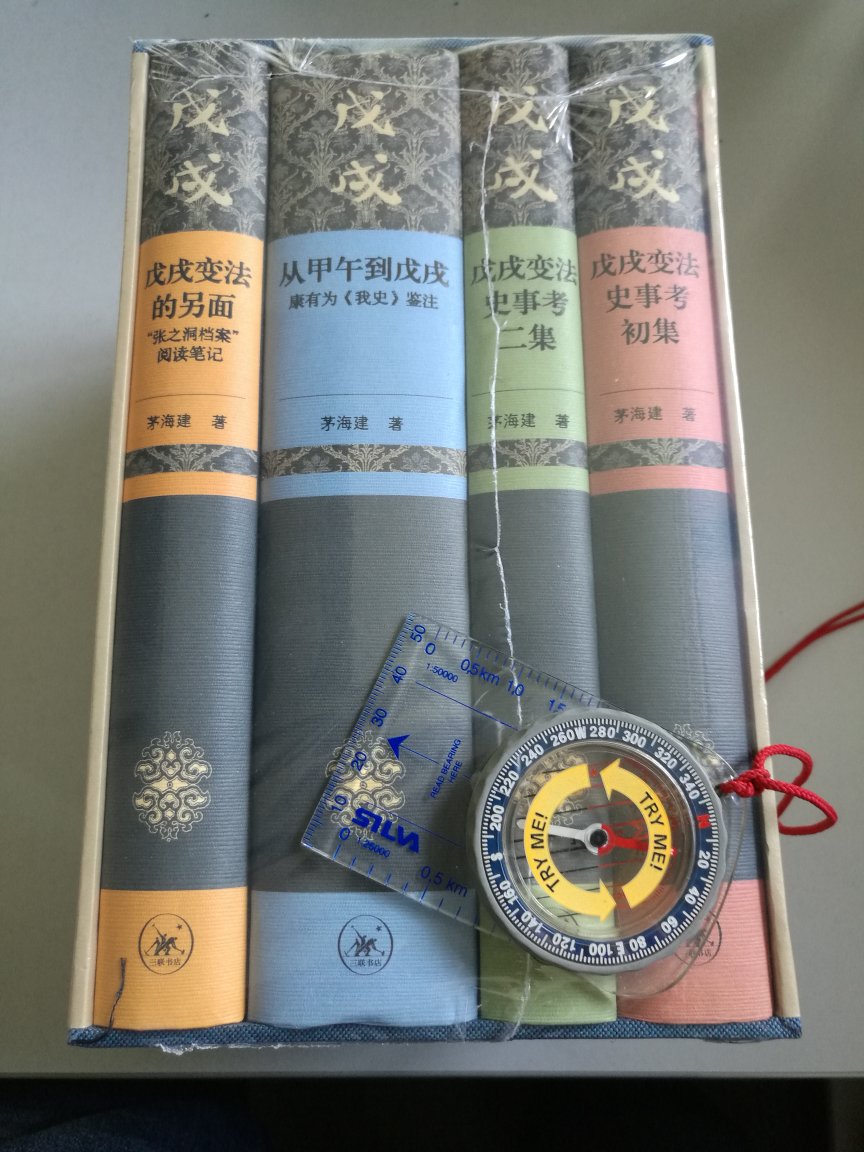 戊戌
戊戌变法
的另面
“张之洞档案”
阅读笔记
茅海建 著
三联书店
戊戌
从甲午到戊戌
康有为《我史》鉴注
茅海建 著
三联书店
戊戌
戊戌变法
史事考
二集
茅海建 著
戊戌
戊戌变法
史事考
初集
茅海建 著
50 40 30 20 10 0
0 0,5km 1,0 1,5
1:50000
READ BEARING
HERE
SILVA
1:25000
0,5 km
N 20 40 60 80 E 100 120 140 160 S 200 220 240 260 W 280 300 320 340
TRY ME!
TRY ME!